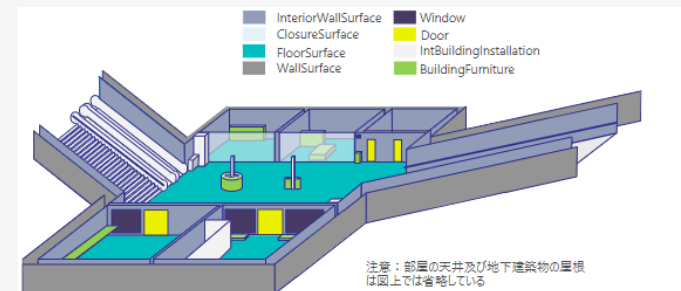 InteriorWallSurface
ClosureSurface
FloorSurface
WallSurface
Window
Door
IntBuildingInstallation
BuildingFurniture
注意：部屋の天井及び地下建築物の屋根
は図上では省略している